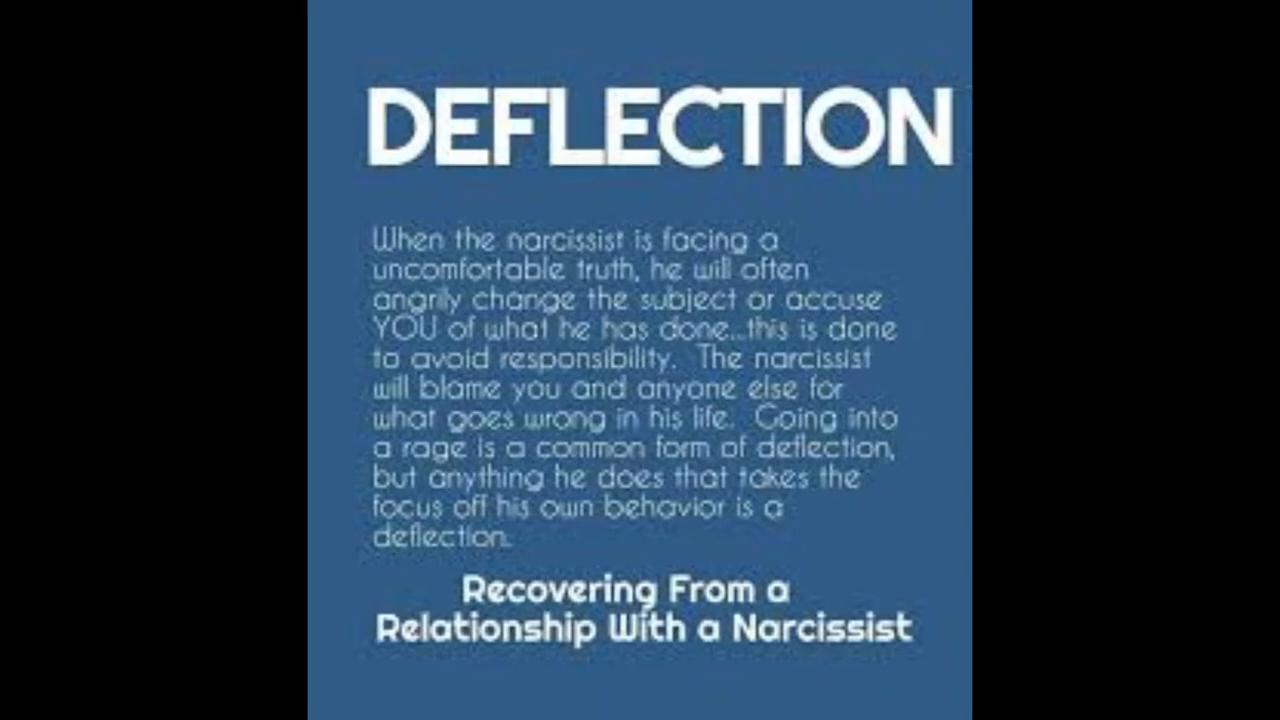 DEFLECTION
When the narcissist is facing a
uncomfortable truth, he will often
angrily change the subject or accuse
YOU of what he has done...this is done
to avoid responsibility. The narcissist
will blame you and anyone else for
what goes wrong in his life. Going into
a rage is a common form of deflection,
but anything he does that takes the
focus off his own behavior is a
deflection.
Recovering From a
Relationship With a Narcissist